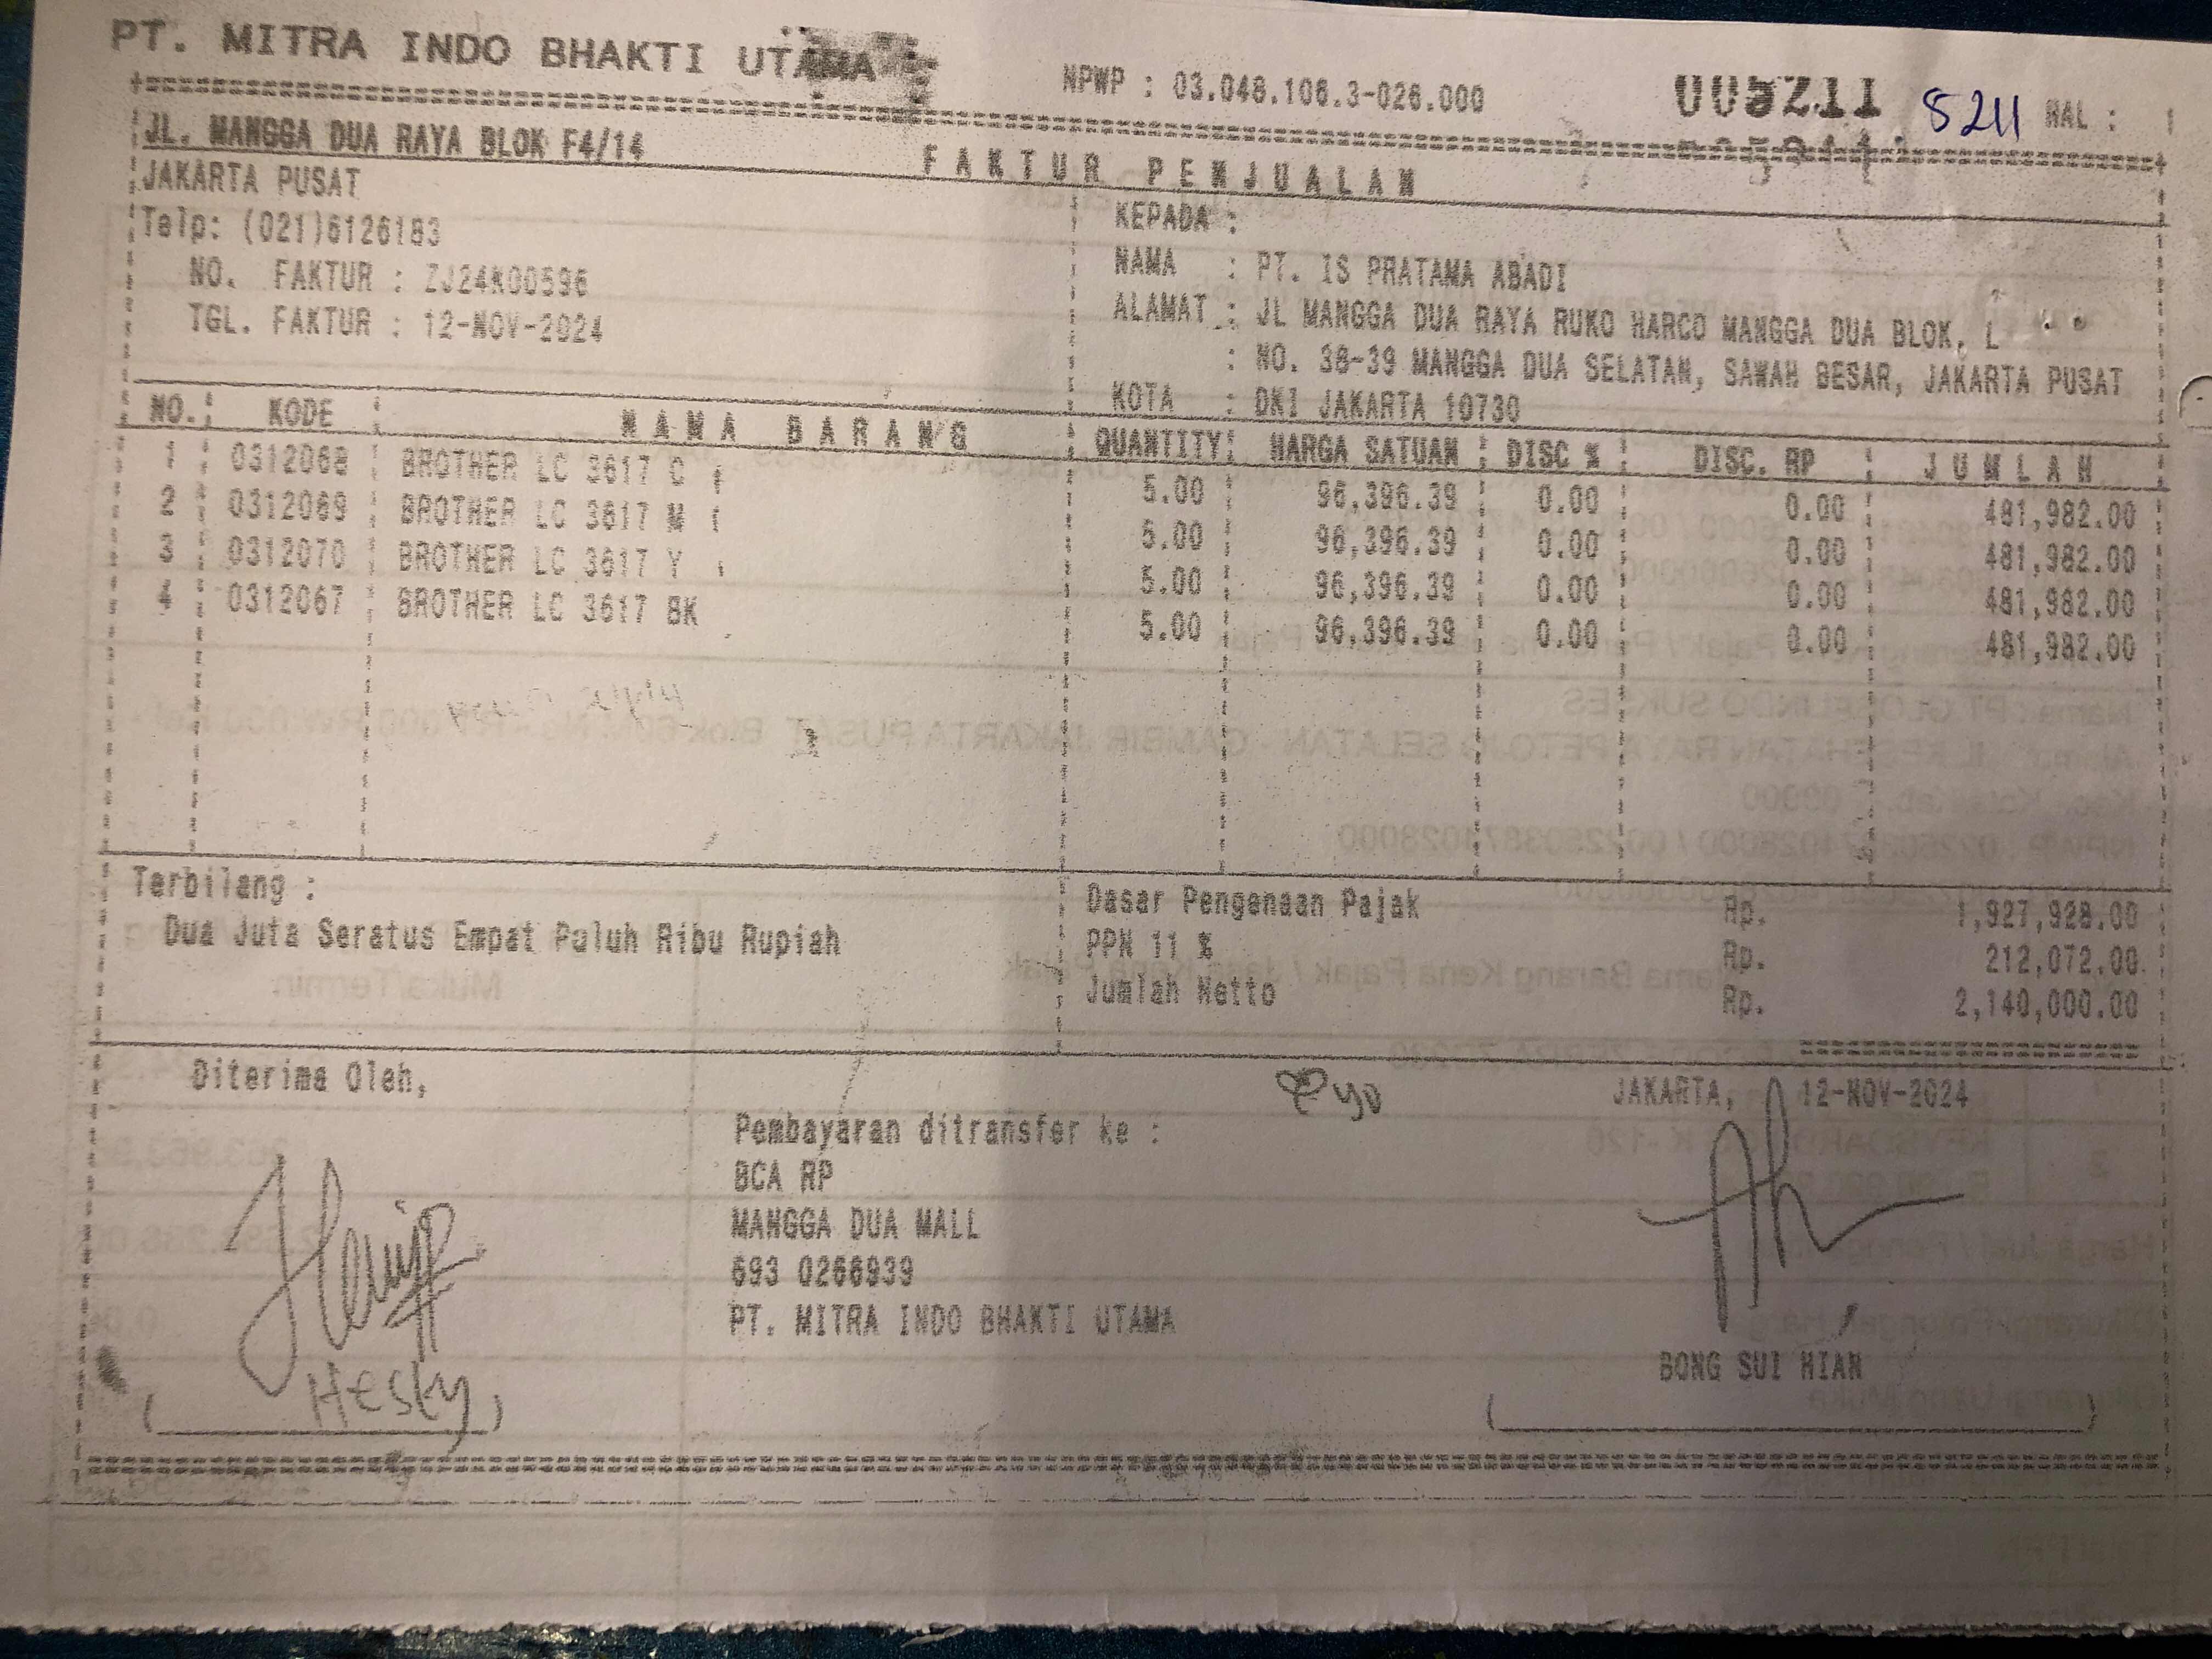 PT. MITRA INDO BHAKTI UTAMA
NPWP : 03.048.106.3-026.000
005211
5211
HAL : 1
JL. MANGGA DUA RAYA BLOK F4/14
JAKARTA PUSAT
Telp: (021)6126183
FAKTUR PENJUALAN
NO. FAKTUR : ZJ24K00596
TGL. FAKTUR : 12-NOV-2024
KEPADA :
NAMA : PT. IS PRATAMA ABADI
ALAMAT : JL MANGGA DUA RAYA RUKO HARCO MANGGA DUA BLOK. L
: NO. 38-39 MANGGA DUA SELATAN, SAWAH BESAR, JAKARTA PUSAT
KOTA : DKI JAKARTA 10730
NO. KODE NAMA BARANG QUANTITY HARGA SATUAN DISC % DISC. RP JUMLAH
1 0312068 BROTHER LC 3617 C 5.00 96,396.39 0.00 0.00 481,982.00
2 0312069 BROTHER LC 3617 M 5.00 96,396.39 0.00 0.00 481,982.00
3 0312070 BROTHER LC 3617 Y 5.00 96,396.39 0.00 0.00 481,982.00
4 0312067 BROTHER LC 3617 BK 5.00 96,396.39 0.00 0.00 481,982.00
Terbilang :
Dua Juta Seratus Empat Puluh Ribu Rupiah
Dasar Pengenaan Pajak Rp. 1,927,928.00
PPN 11 % Rp. 212,072.00
Jumlah Netto Rp. 2,140,000.00
Diterima Oleh,
JAKARTA, 12-NOV-2024
Pembayaran ditransfer ke :
BCA RP
MANGGA DUA MALL
693 0266939
PT. MITRA INDO BHAKTI UTAMA
Hesky
BONG SUI HIAN